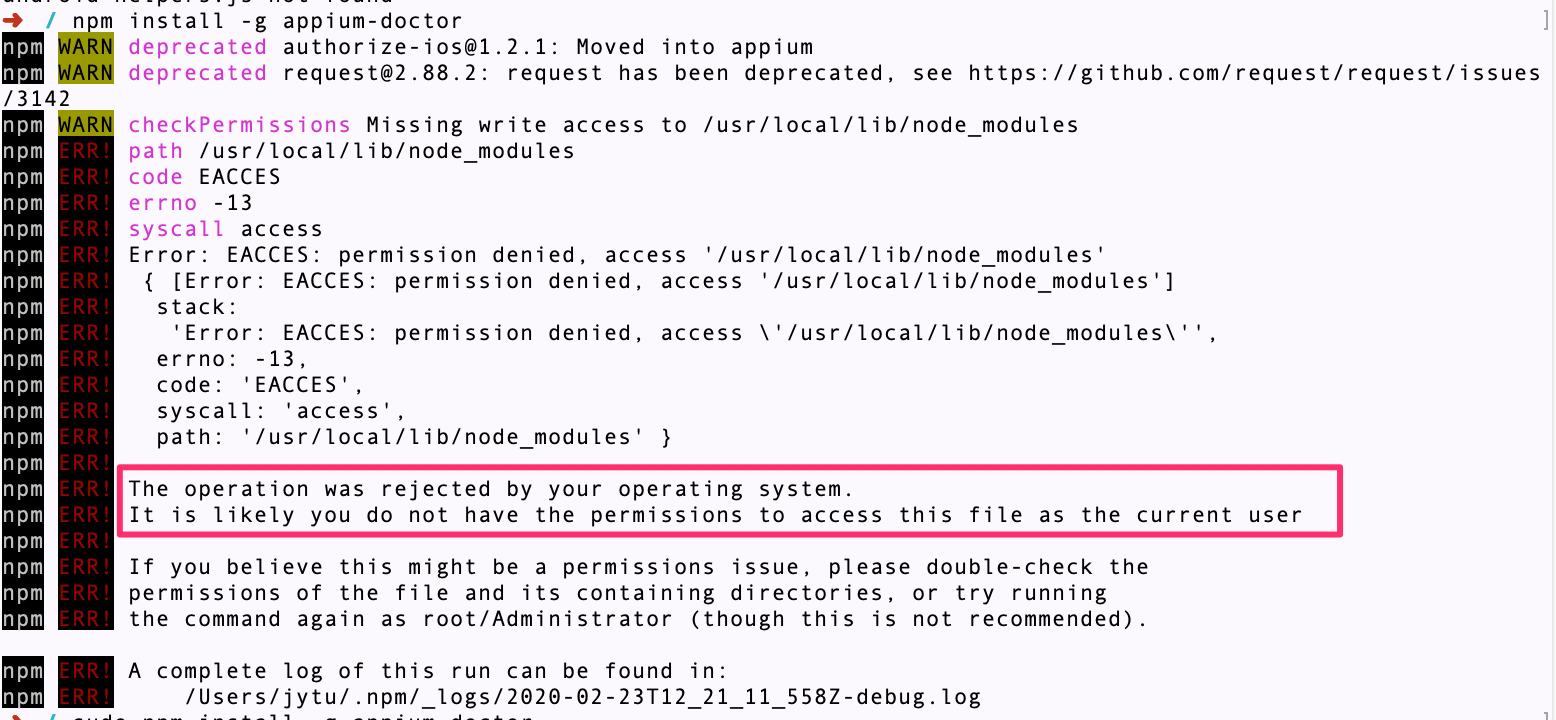 android-helpers.js not found
➜ / npm install -g appium-doctor ]
npm WARN deprecated authorize-ios@1.2.1: Moved into appium
npm WARN deprecated request@2.88.2: request has been deprecated, see https://github.com/request/request/issues
/3142
npm WARN checkPermissions Missing write access to /usr/local/lib/node_modules
npm ERR! path /usr/local/lib/node_modules
npm ERR! code EACCES
npm ERR! errno -13
npm ERR! syscall access
npm ERR! Error: EACCES: permission denied, access '/usr/local/lib/node_modules'
npm ERR!  { [Error: EACCES: permission denied, access '/usr/local/lib/node_modules']
npm ERR!   stack:
npm ERR!    'Error: EACCES: permission denied, access \'/usr/local/lib/node_modules\'',
npm ERR!   errno: -13,
npm ERR!   code: 'EACCES',
npm ERR!   syscall: 'access',
npm ERR!   path: '/usr/local/lib/node_modules' }
npm ERR!
npm ERR! The operation was rejected by your operating system.
npm ERR! It is likely you do not have the permissions to access this file as the current user
npm ERR!
npm ERR! If you believe this might be a permissions issue, please double-check the
npm ERR! permissions of the file and its containing directories, or try running
npm ERR! the command again as root/Administrator (though this is not recommended).
npm ERR! A complete log of this run can be found in:
npm ERR!     /Users/jytu/.npm/_logs/2020-02-23T12_21_11_558Z-debug.log
➜ / sudo npm install -g appium-doctor ]